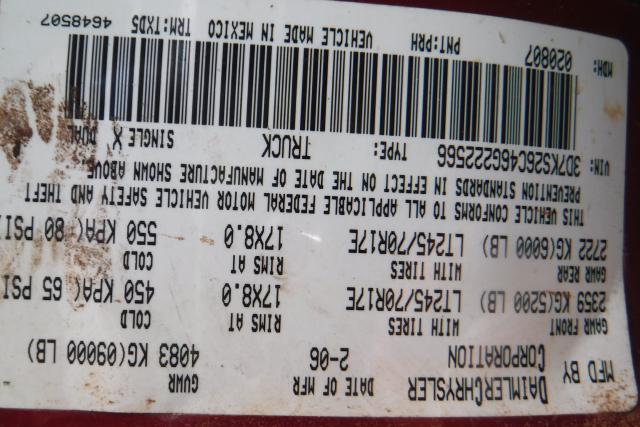 MFD BY DAIMLERCHRYSLER CORPORATION DATE OF MFR 2-06 GVWR 4083 KG(09000 LB)
GAWR FRONT WITH TIRES RIMS AT COLD
2359 KG(5200 LB) LT245/70R17E 17X8.0 450 KPA( 65 PSI
GAWR REAR WITH TIRES RIMS AT COLD
2722 KG(6000 LB) LT245/70R17E 17X8.0 550 KPA( 80 PSI
THIS VEHICLE CONFORMS TO ALL APPLICABLE FEDERAL MOTOR VEHICLE SAFETY AND THEFT
PREVENTION STANDARDS IN EFFECT ON THE DATE OF MANUFACTURE SHOWN ABOVE
VIN: 3D7KS26C46G222566 TYPE: TRUCK SINGLE X DUAL
MDH: 020807 PNT:PRH VEHICLE MADE IN MEXICO TRM:TXD5 4648507